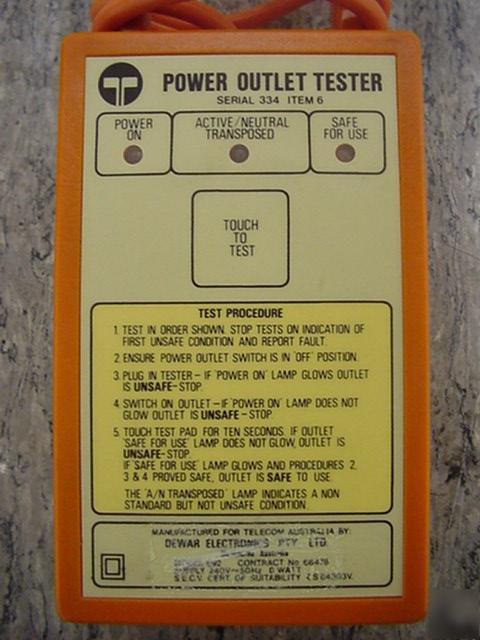 POWER OUTLET TESTER
SERIAL 334 ITEM 6
POWER
ON
ACTIVE/NEUTRAL
TRANSPOSED
SAFE
FOR USE
TOUCH
TO
TEST
TEST PROCEDURE
1. TEST IN ORDER SHOWN. STOP TESTS ON INDICATION OF
FIRST UNSAFE CONDITION AND REPORT FAULT.
2. ENSURE POWER OUTLET SWITCH IS IN 'OFF' POSITION.
3. PLUG IN TESTER - IF 'POWER ON' LAMP GLOWS OUTLET
IS UNSAFE-STOP.
4. SWITCH ON OUTLET - IF 'POWER ON' LAMP DOES NOT
GLOW OUTLET IS UNSAFE - STOP.
5. TOUCH TEST PAD FOR TEN SECONDS. IF OUTLET
'SAFE FOR USE' LAMP DOES NOT GLOW, OUTLET IS
UNSAFE-STOP.
IF 'SAFE FOR USE' LAMP GLOWS AND PROCEDURES 2,
3 & 4 PROVED SAFE, OUTLET IS SAFE TO USE.
THE 'A/N TRANSPOSED' LAMP INDICATES A NON
STANDARD BUT NOT UNSAFE CONDITION.
MANUFACTURED FOR TELECOM AUSTRALIA BY:
DEWAR ELECTRONICS PTY. LTD.
Australia
CONTRACT No 66476
SUPPLY 240V~50Hz 0 WATT
S.E.C.V. CERT. OF SUITABILITY